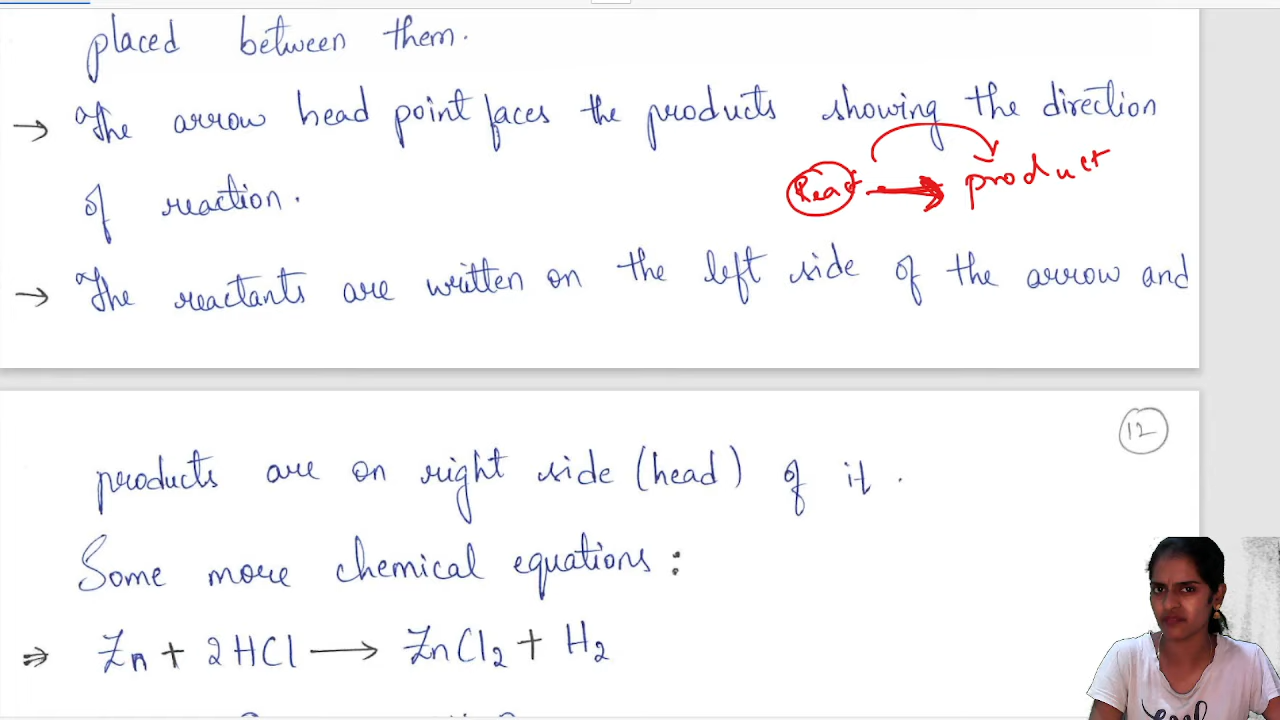 placed between them.
→ The arrow head point faces the products showing the direction
React → product
of reaction.
→ The reactants are written on the left side of the arrow and
12
products are on right side (head) of it.
Some more chemical equations:
⇒ Zn + 2HCl → ZnCl₂ + H₂